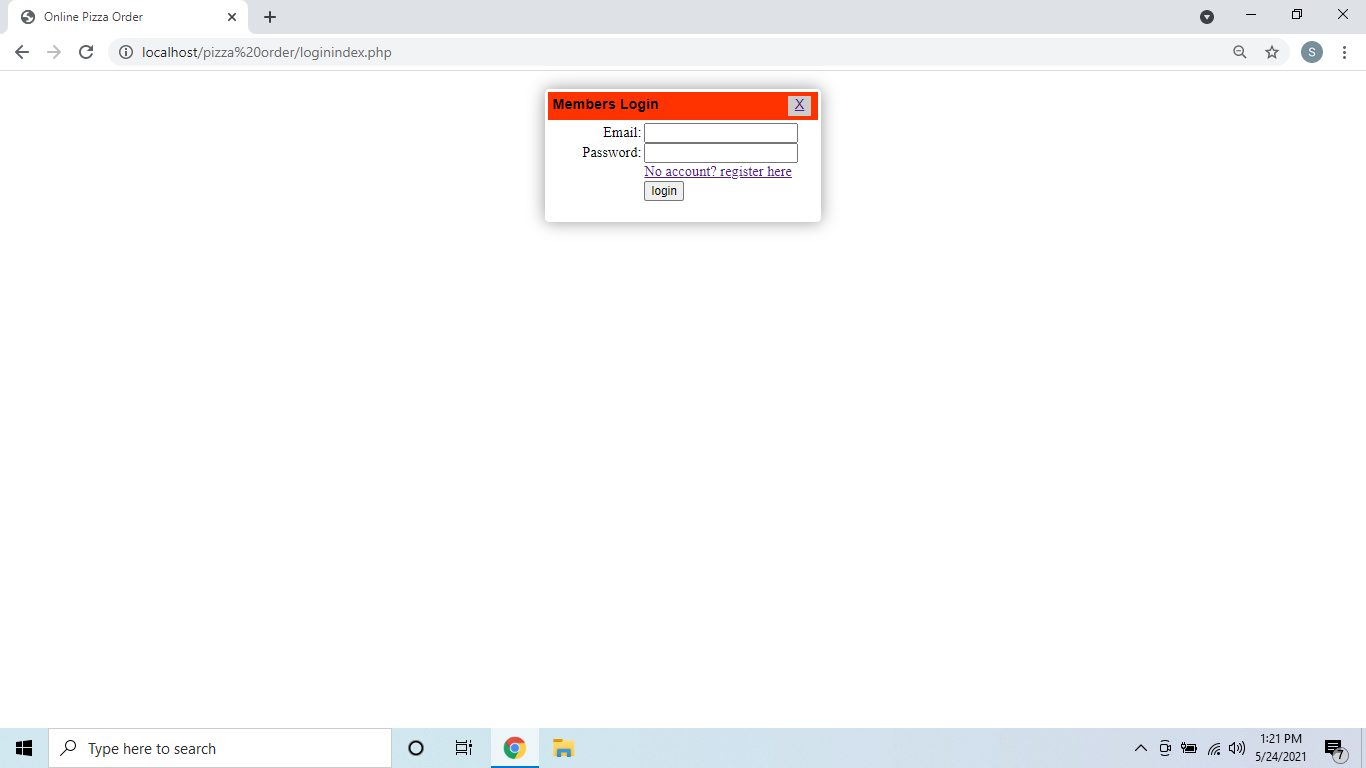 Online Pizza Order
localhost/pizza%20order/loginindex.php
S
Members Login X
Email:
Password:
No account? register here
login
Type here to search
1:21 PM
5/24/2021
7